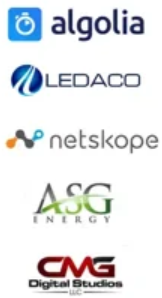 algolia
LEDACO
netskope
ASG
ENERGY
CMG
Digital Studios
LLC